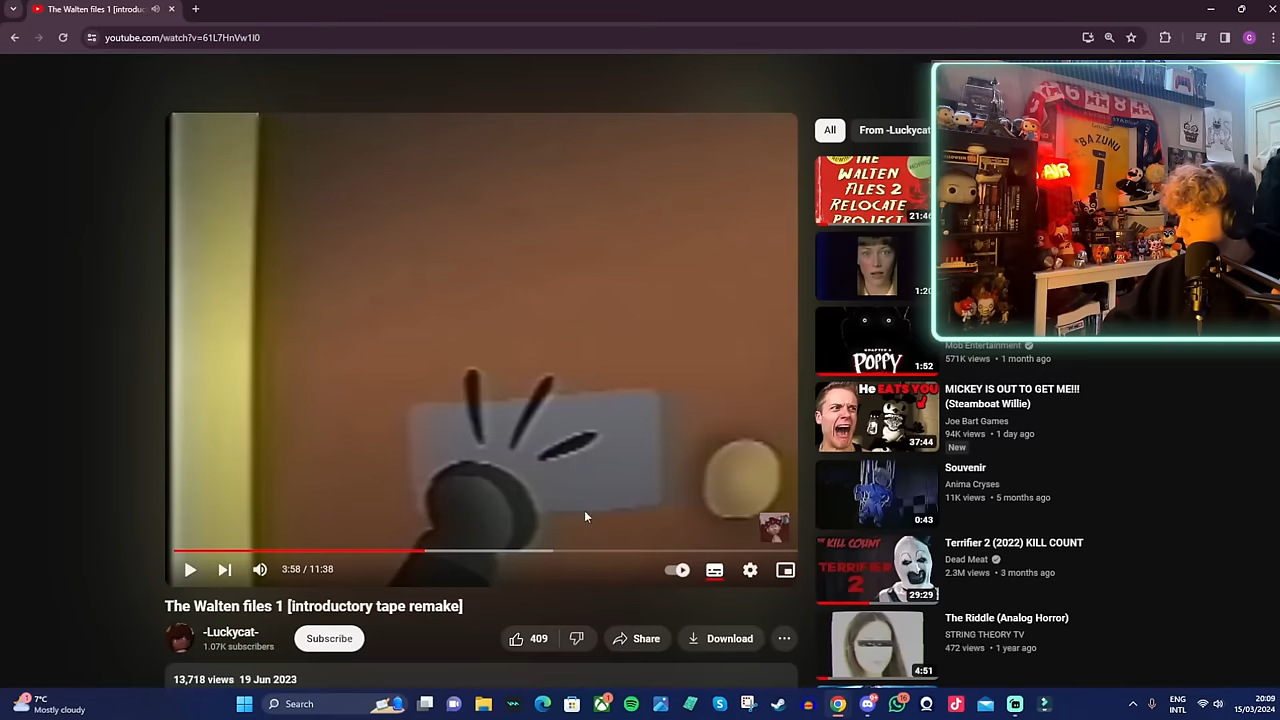 The Walten files 1 [introduc
youtube.com/watch?v=61L7HnVw1I0
All
From -Luckycat
THE
WALTEN
FILES 2
RELOCATE
PROJECT
21:46
1:20
POPPY
1:52
Mob Entertainment
571K views • 1 month ago
He EATS YOU
37:44
MICKEY IS OUT TO GET ME!!!
(Steamboat Willie)
Joe Bart Games
94K views • 1 day ago
New
Souvenir
Anima Cryses
11K views • 5 months ago
0:43
THE KILL COUNT
TERRIFIER
2
29:29
Terrifier 2 (2022) KILL COUNT
Dead Meat
2.3M views • 3 months ago
The Riddle (Analog Horror)
STRING THEORY TV
472 views • 1 year ago
4:51
BAZUNU
1
AIR
3:58 / 11:38
The Walten files 1 [introductory tape remake]
-Luckycat-
1.07K subscribers
Subscribe
409
Share
Download
13,718 views 19 Jun 2023
7°C
Mostly cloudy
Search
16
ENG
INTL
20:09
15/03/2024